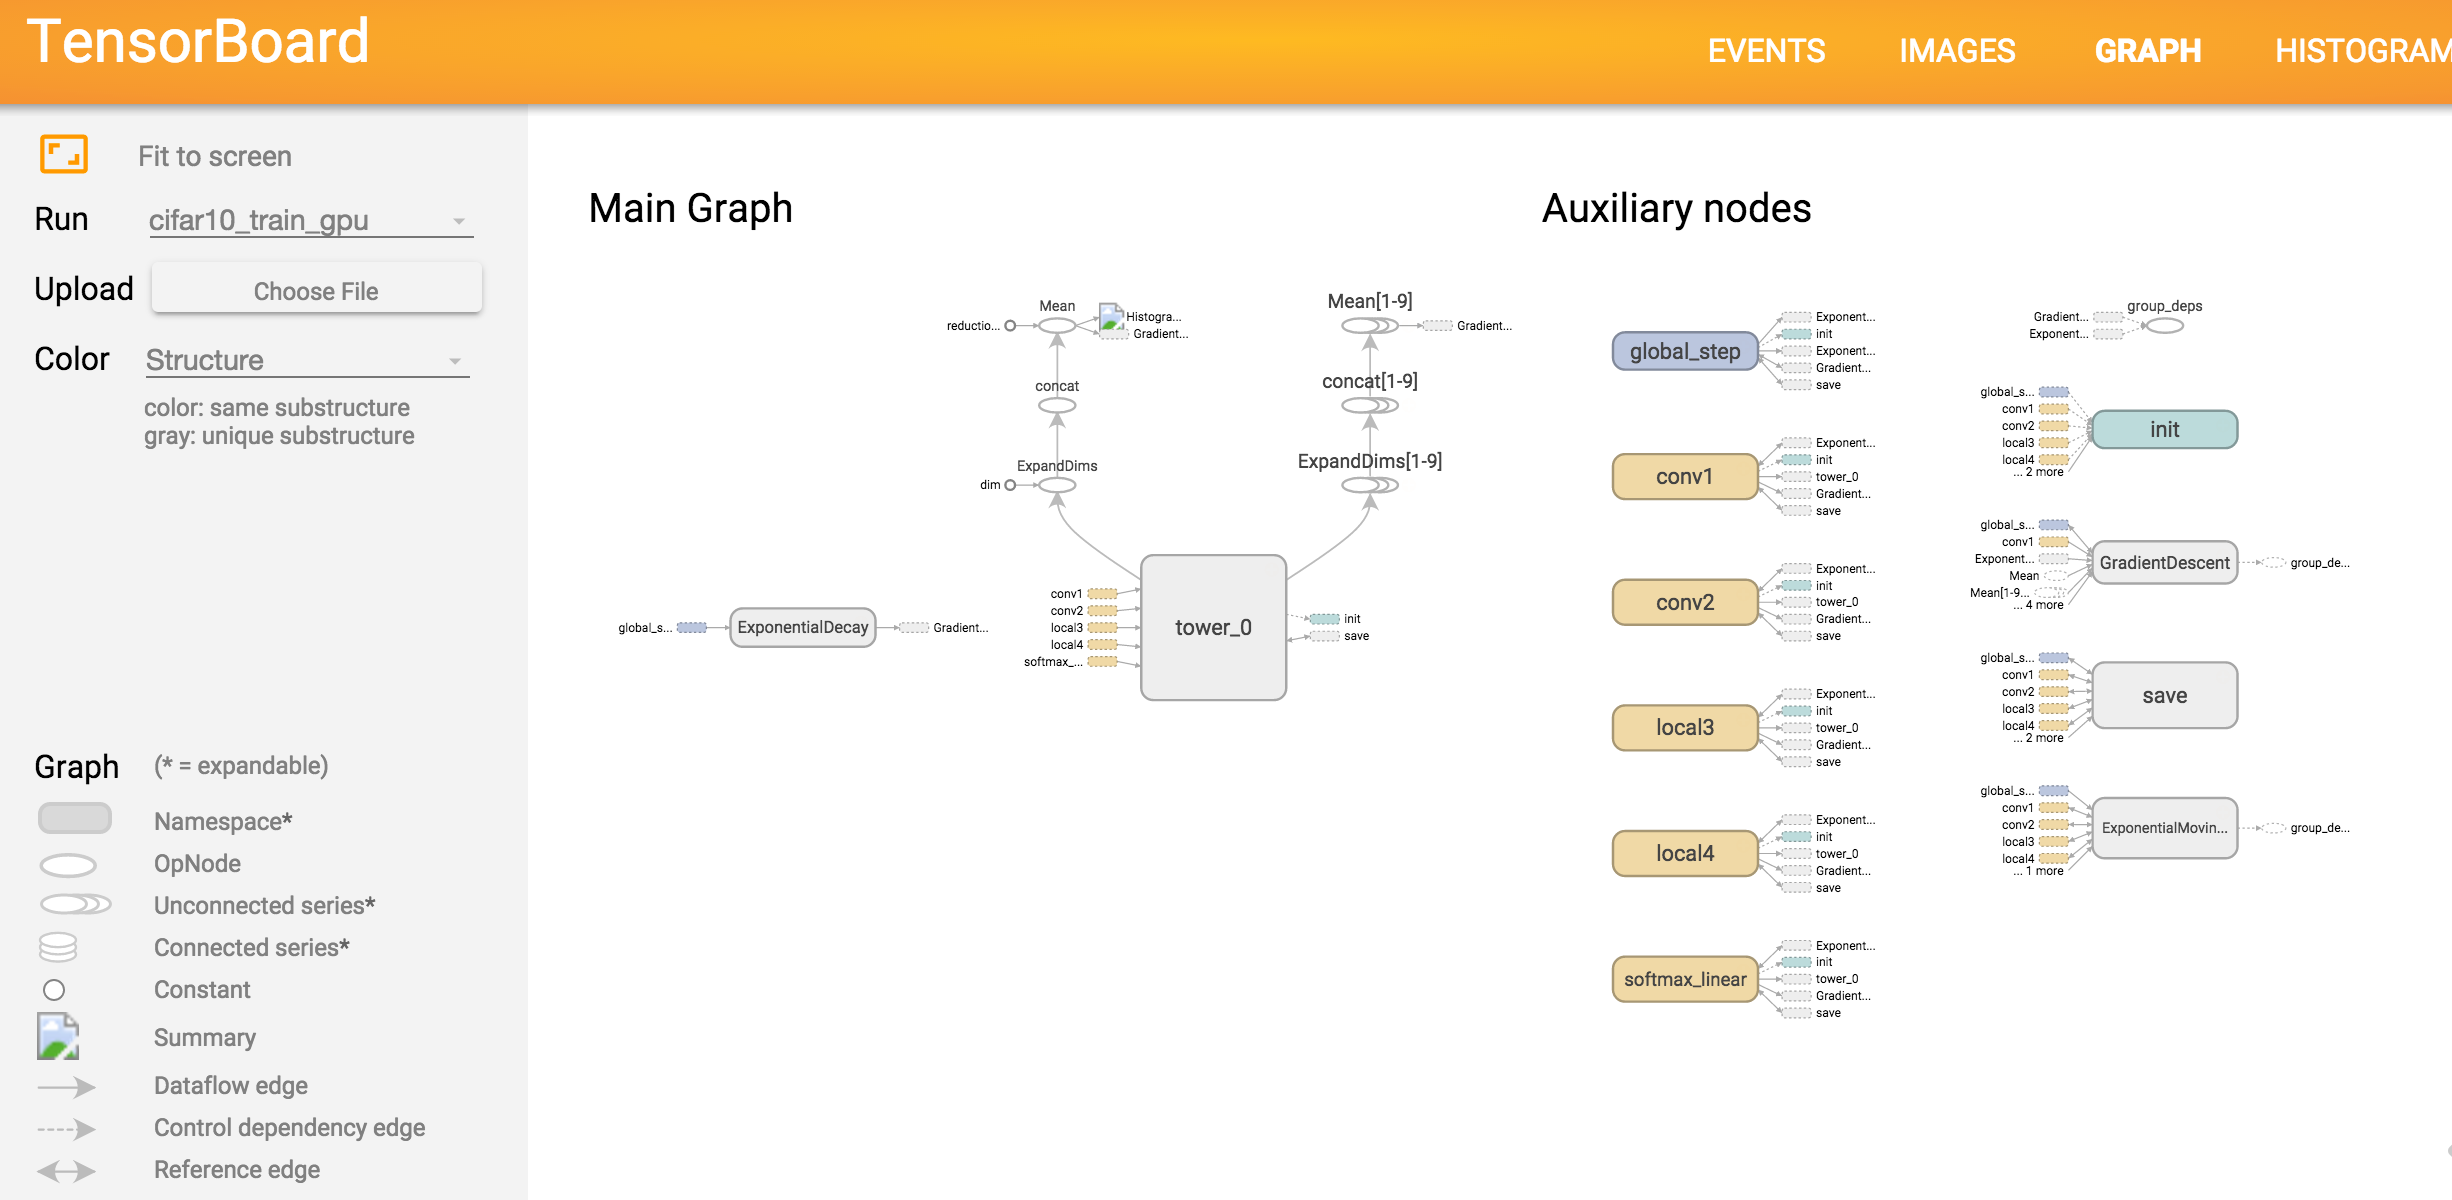 TensorBoard
EVENTS IMAGES GRAPH HISTOGRAM
Fit to screen
Run cifar10_train_gpu
Upload Choose File
Color Structure
color: same substructure
gray: unique substructure
Graph (* = expandable)
Namespace*
OpNode
Unconnected series*
Connected series*
Constant
Summary
Dataflow edge
Control dependency edge
Reference edge
Main Graph
Mean
reductio...
Histogra...
Gradient...
concat
ExpandDims
dim
Mean[1-9]
Gradient...
concat[1-9]
ExpandDims[1-9]
global_s...
ExponentialDecay
Gradient...
conv1
conv2
local3
local4
softmax_...
tower_0
init
save
Auxiliary nodes
global_step
Exponent...
init
Exponent...
Gradient...
save
conv1
Exponent...
init
tower_0
Gradient...
save
conv2
Exponent...
init
tower_0
Gradient...
save
local3
Exponent...
init
tower_0
Gradient...
save
local4
Exponent...
init
tower_0
Gradient...
save
softmax_linear
Exponent...
init
tower_0
Gradient...
save
group_deps
Gradient...
Exponent...
global_s...
conv1
conv2
local3
local4
... 2 more
init
global_s...
conv1
Exponent...
Mean
Mean[1-9...
... 4 more
GradientDescent
group_de...
global_s...
conv1
conv2
local3
local4
... 2 more
save
global_s...
conv1
conv2
local3
local4
... 1 more
ExponentialMovin...
group_de...